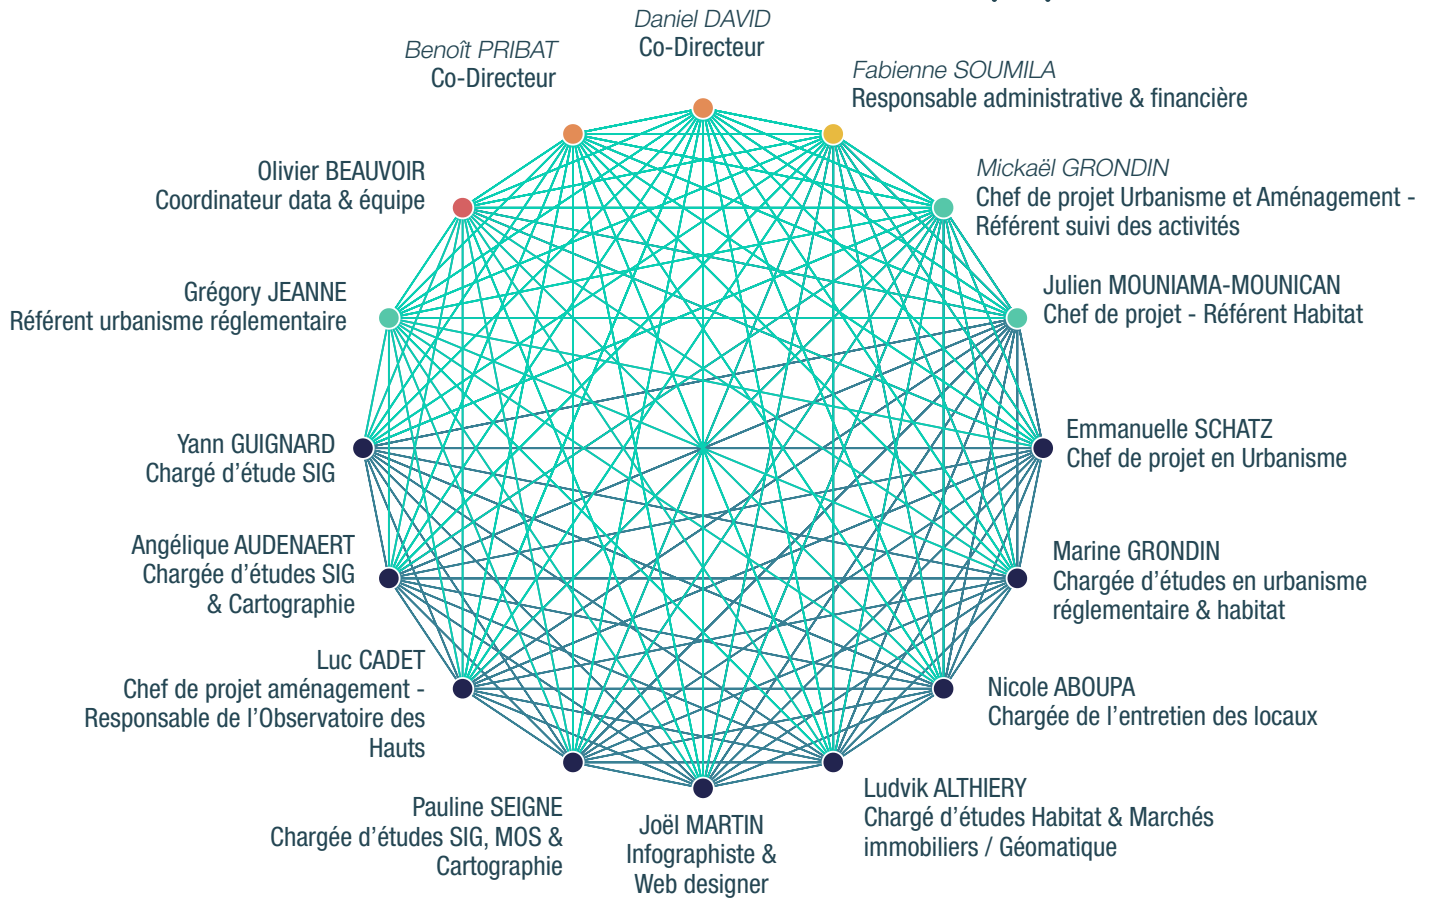 Daniel DAVID
Co-Directeur
Benoît PRIBAT
Co-Directeur
Fabienne SOUMILA
Responsable administrative & financière
Olivier BEAUVOIR
Coordinateur data & équipe
Mickaël GRONDIN
Chef de projet Urbanisme et Aménagement -
Référent suivi des activités
Grégory JEANNE
Référent urbanisme réglementaire
Julien MOUNIAMA-MOUNICAN
Chef de projet - Référent Habitat
Yann GUIGNARD
Chargé d'étude SIG
Emmanuelle SCHATZ
Chef de projet en Urbanisme
Angélique AUDENAERT
Chargée d'études SIG
& Cartographie
Marine GRONDIN
Chargée d'études en urbanisme
réglementaire & habitat
Luc CADET
Chef de projet aménagement -
Responsable de l'Observatoire des
Hauts
Nicole ABOUPA
Chargée de l'entretien des locaux
Pauline SEIGNE
Chargée d'études SIG, MOS &
Cartographie
Joël MARTIN
Infographiste &
Web designer
Ludvik ALTHIERY
Chargé d'études Habitat & Marchés
immobiliers / Géomatique